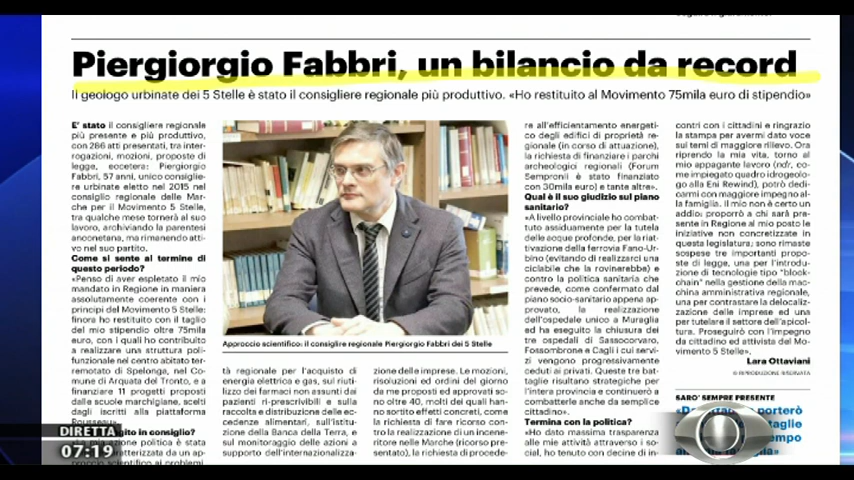 Piergiorgio Fabbri, un bilancio da record
Il geologo urbinate dei 5 Stelle è stato il consigliere regionale più produttivo. «Ho restituito al Movimento 75mila euro di stipendio»
E' stato il consigliere regionale
più presente e più produttivo,
con 286 atti presentati, tra inter-
rogazioni, mozioni, proposte di
legge, eccetera: Piergiorgio
Fabbri, 57 anni, unico consiglie-
re urbinate eletto nel 2015 nel
consiglio regionale delle Mar-
che per il Movimento 5 Stelle,
tra qualche mese tornerà al suo
lavoro, archiviando la parentesi
anconetana, ma rimanendo atti-
vo nel suo partito.
Come si sente al termine di
questo periodo?
«Penso di aver espletato il mio
mandato in Regione in maniera
assolutamente coerente con i
principi del Movimento 5 Stelle:
finora ho restituito con il taglio
del mio stipendio oltre 75mila
euro, con i quali ho contribuito
a realizzare una struttura poli-
funzionale nel centro abitato ter-
remotato di Spelonga, nel Co-
mune di Arquata del Tronto, e a
finanziare 11 progetti proposti
dalle scuole marchigiane, scelti
dagli iscritti alla piattaforma
Rousseau».
ito in consiglio?
mia azione politica è stata
caratterizzata da un ap-
proccio scientifico ai problemi
Approccio scientifico: il consigliere regionale Piergiorgio Fabbri dei 5 Stelle
tà regionale per l'acquisto di
energia elettrica e gas, sul riutiliz-
zo dei farmaci non assunti dai
pazienti ri-prescrivibili e sulla
raccolta e distribuzione delle ec-
cedenze alimentari, sull'istitu-
zione della Banca della Terra, e
sul monitoraggio delle azioni a
supporto dell'internazionalizza-
zione delle imprese. Le mozioni,
risoluzioni ed ordini del giorno
da me proposti ed approvati so-
no oltre 40, molti dei quali han-
no sortito effetti concreti, come
la richiesta di fare ricorso con-
tro la realizzazione di un incene-
ritore nelle Marche (ricorso pre-
sentato), la richiesta di procede-
re all'efficientamento energeti-
co degli edifici di proprietà re-
gionale (in corso di attuazione),
la richiesta di finanziare i parchi
archeologici regionali (Forum
Sempronii è stato finanziato
con 30mila euro) e tante altre».
Qual è il suo giudizio sul piano
sanitario?
«A livello provinciale ho combat-
tuto assiduamente per la tutela
delle acque profonde, per la riat-
tivazione della ferrovia Fano-Ur-
bino (evitando di realizzarci una
ciclabile che la rovinerebbe) e
contro la politica sanitaria che
prevede, come confermato dal
piano socio-sanitario appena ap-
provato, la realizzazione
dell'ospedale unico a Muraglia
ed ha eseguito la chiusura dei
tre ospedali di Sassocorvaro,
Fossombrone e Cagli i cui servi-
zi vengono progressivamente
ceduti ai privati. Queste tre bat-
taglie risultano strategiche per
l'intera provincia e continuerò a
combatterle anche da semplice
cittadino».
Termina con la politica?
«Ho dato massima trasparenza
alle mie attività attraverso i so-
cial, ho tenuto con decine di in-
contri con i cittadini e ringrazio
la stampa per avermi dato voce
sui temi di maggiore rilievo. Ora
riprendo la mia vita, torno al
mio appagante lavoro (ndr, co-
me impiegato quadro idrogeolo-
go alla Eni Rewind), potrò dedi-
carmi con maggiore impegno al-
la famiglia. Il mio non è certo un
addio: proporrò a chi sarà pre-
sente in Regione al mio posto le
iniziative non concretizzate in
questa legislatura; sono rimaste
sospese tre importanti propo-
ste di legge, una per l'introdu-
zione di tecnologie tipo "block-
chain" nella gestione della mac-
china amministrativa regionale,
una per contrastare la delocaliz-
zazione delle imprese ed una
per tutelare il settore dell'apicol-
tura. Proseguirò con l'impegno
da cittadino ed attivista del Mo-
vimento 5 Stelle».
Lara Ottaviani
© RIPRODUZIONE RISERVATA
SARO' SEMPRE PRESENTE
porterò
taglie
empo
DIRETTA
07:19